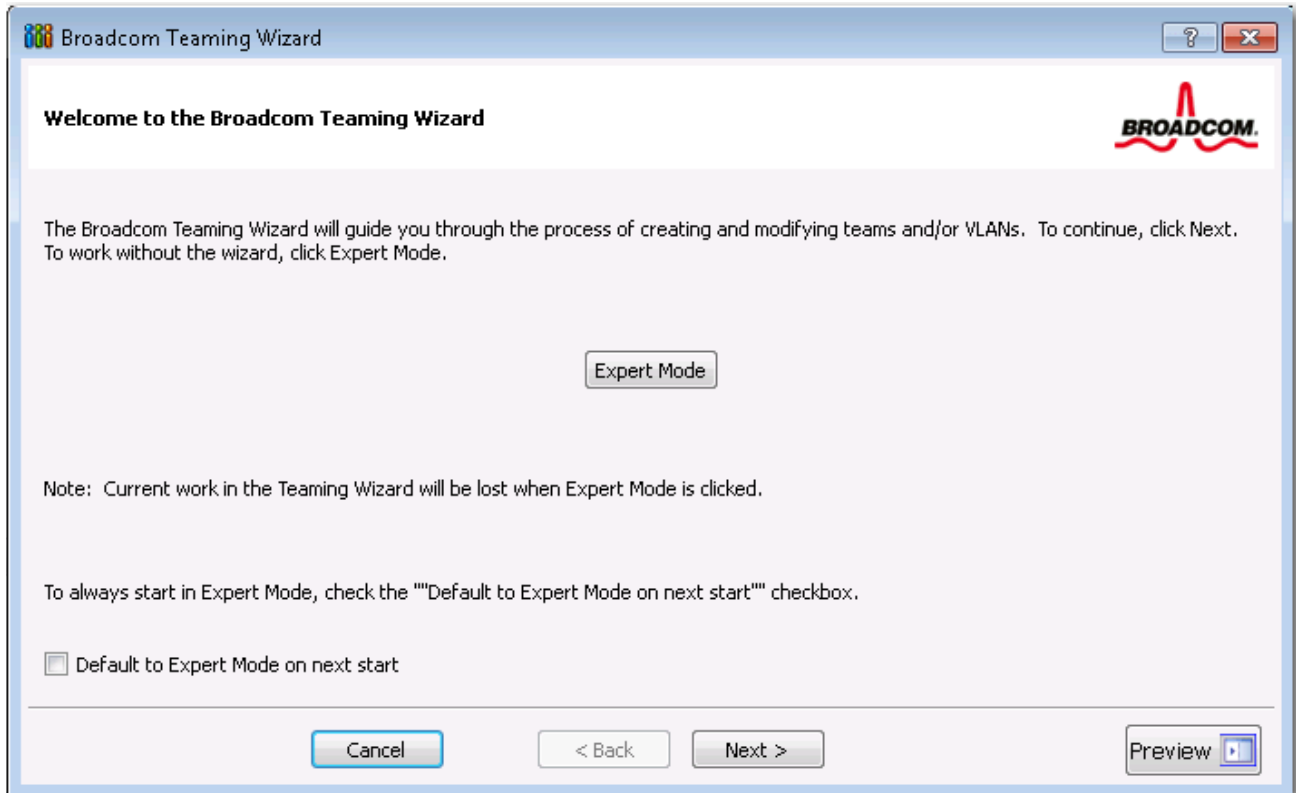 Broadcom Teaming Wizard
?
Welcome to the Broadcom Teaming Wizard
BROADCOM.
The Broadcom Teaming Wizard will guide you through the process of creating and modifying teams and/or VLANs. To continue, click Next.
To work without the wizard, click Expert Mode.
Expert Mode
Note: Current work in the Teaming Wizard will be lost when Expert Mode is clicked.
To always start in Expert Mode, check the ""Default to Expert Mode on next start"" checkbox.
Default to Expert Mode on next start
Cancel
< Back
Next >
Preview